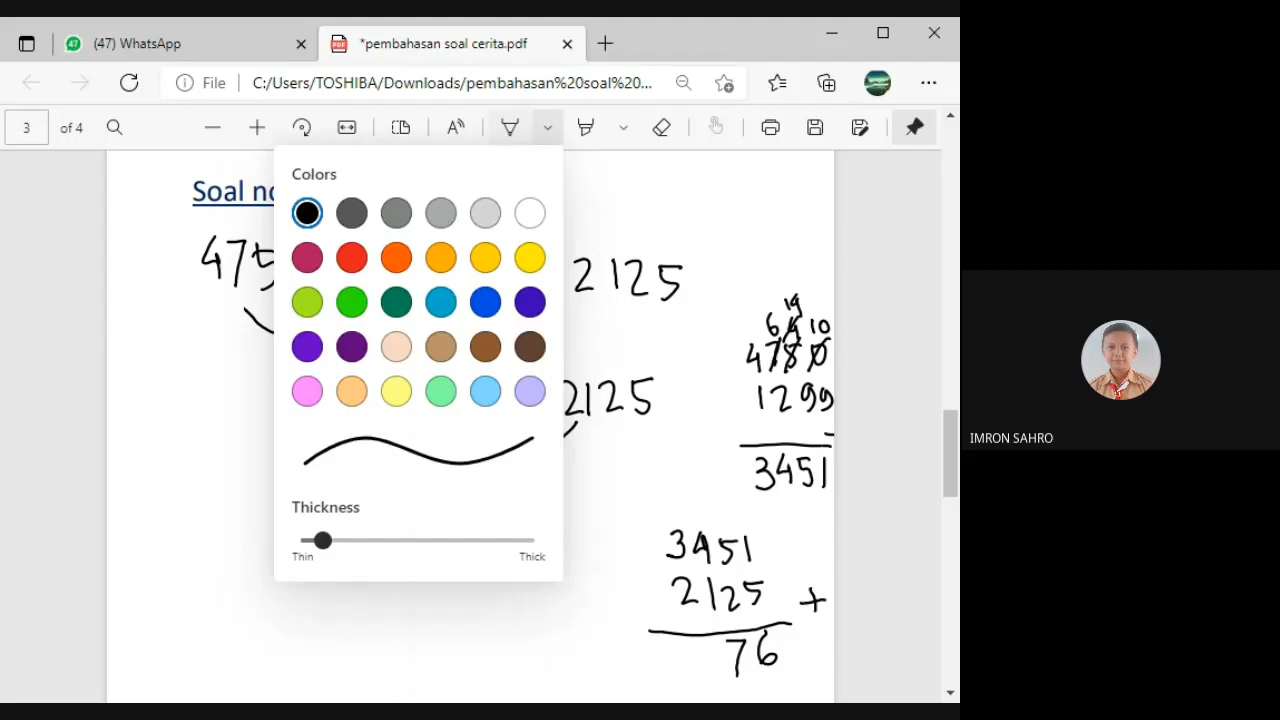 (47) WhatsApp
*pembahasan soal cerita.pdf
File
C:/Users/TOSHIBA/Downloads/pembahasan%20soal%20...
3 of 4
Colors
Soal no
475
2125
19
6 10
4780
1299
2125
3451
Thickness
Thin Thick
IMRON SAHRO
3451
2125 +
76